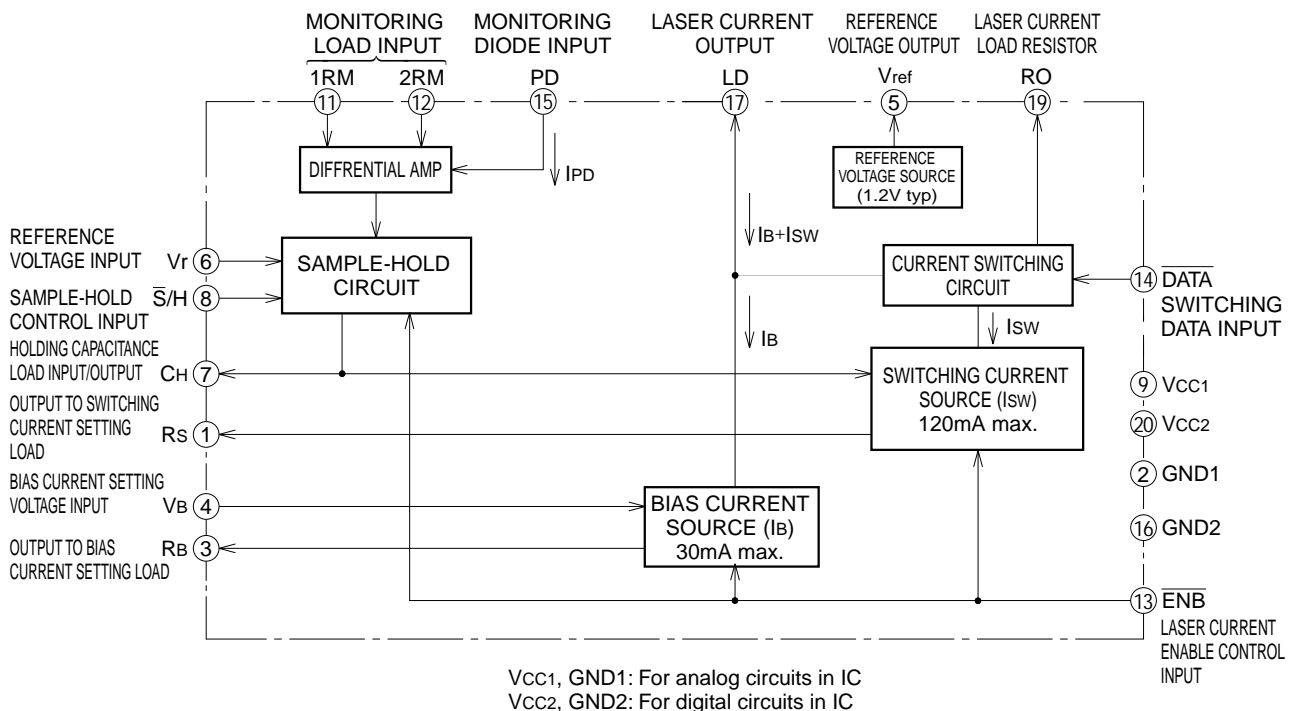 MONITORING
LOAD INPUT
MONITORING
DIODE INPUT
LASER CURRENT
OUTPUT
REFERENCE
VOLTAGE OUTPUT
LASER CURRENT
LOAD RESISTOR
1RM
2RM
PD
LD
Vref
RO
11
12
15
17
5
19
DIFFRENTIAL AMP
IPD
REFERENCE
VOLTAGE SOURCE
(1.2V typ)
REFERENCE
VOLTAGE INPUT
Vr 6
SAMPLE-HOLD
CIRCUIT
IB+ISW
CURRENT SWITCHING
CIRCUIT
14 D̅A̅T̅A̅
SWITCHING
DATA INPUT
SAMPLE-HOLD
CONTROL INPUT
S̅/H 8
ISW
IB
HOLDING CAPACITANCE
LOAD INPUT/OUTPUT
CH 7
SWITCHING CURRENT
SOURCE (ISW)
120mA max.
9 VCC1
20 VCC2
OUTPUT TO SWITCHING
CURRENT SETTING
LOAD
RS 1
2 GND1
BIAS CURRENT SETTING
VOLTAGE INPUT
VB 4
BIAS CURRENT
SOURCE (IB)
30mA max.
16 GND2
OUTPUT TO BIAS
CURRENT SETTING LOAD
RB 3
13 E̅N̅B̅
LASER CURRENT
ENABLE CONTROL
INPUT
VCC1, GND1: For analog circuits in IC
VCC2, GND2: For digital circuits in IC